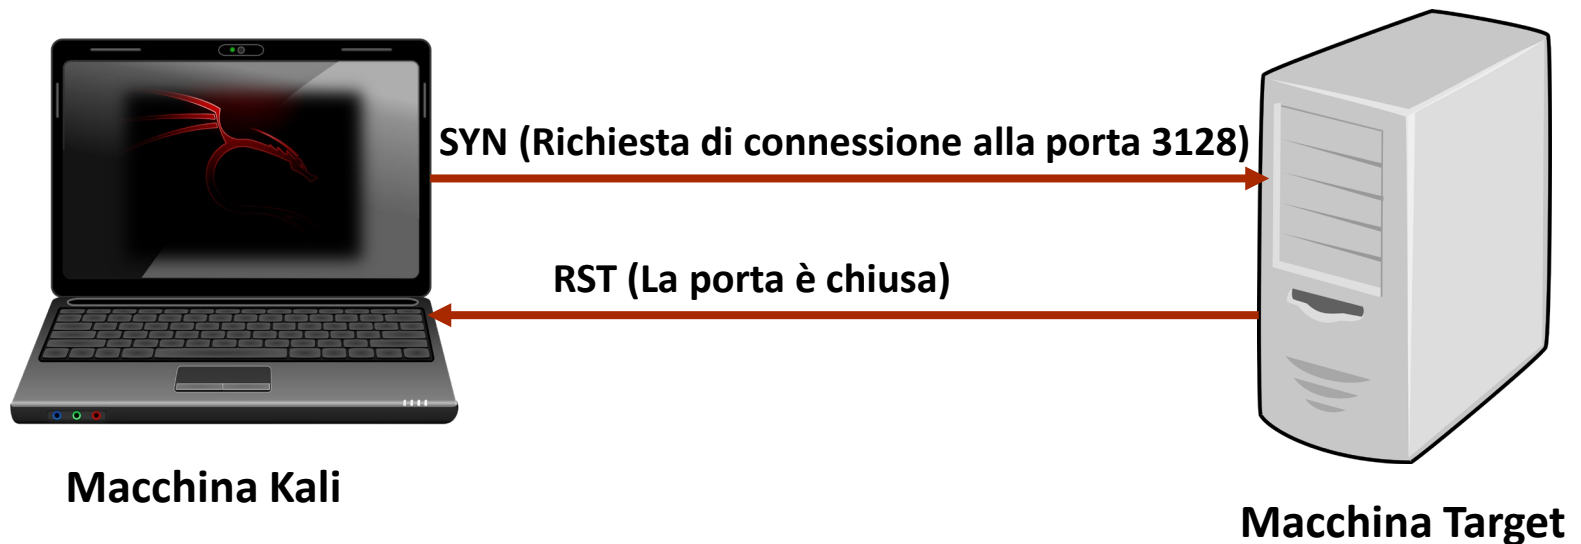 SYN (Richiesta di connessione alla porta 3128)
RST (La porta è chiusa)
Macchina Kali
Macchina Target